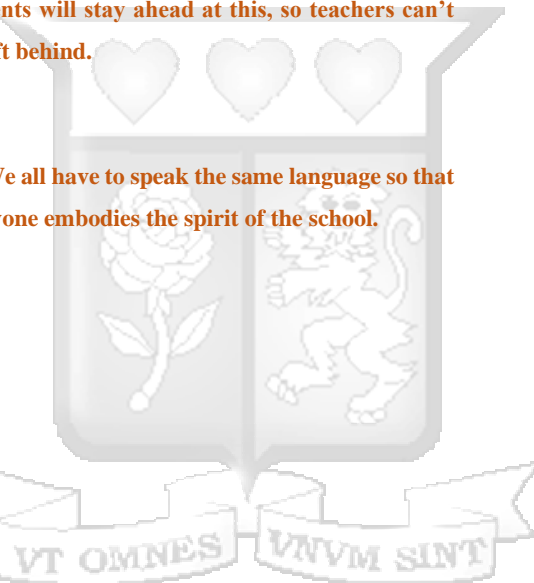 nts will stay ahead at this, so teachers can’t
ft behind.
e all have to speak the same language so that
yone embodies the spirit of the school.
VT OMNES VNVM SINT